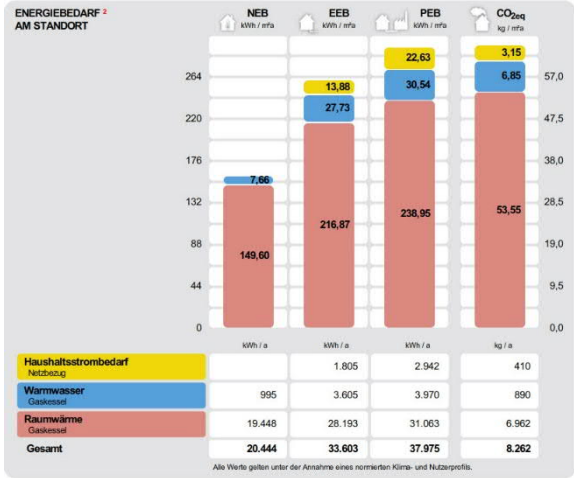 ENERGIEBEDARF ²
AM STANDORT
NEB
kWh / m²a
EEB
kWh / m²a
PEB
kWh / m²a
CO2eq
kg / m²a
22,63
3,15
264
13,88
30,54
6,85
57,0
27,73
220
47,5
176
7,66
38,0
132
216,87
238,95
53,55
28,5
88
149,60
19,0
44
9,5
0
0,0
kWh / a
kWh / a
kWh / a
kg / a
Haushaltsstrombedarf
Netzbezug
1.805
2.942
410
Warmwasser
Gaskessel
995
3.605
3.970
890
Raumwärme
Gaskessel
19.448
28.193
31.063
6.962
Gesamt
20.444
33.603
37.975
8.262
Alle Werte gelten unter der Annahme eines normierten Klima- und Nutzerprofils.